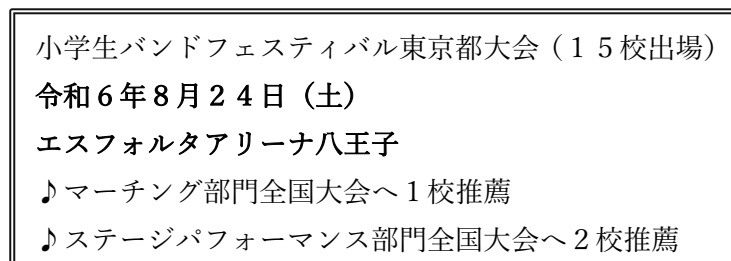 小学生バンドフェスティバル東京都大会（１５校出場）
令和６年８月２４日（土）
エスフォルタアリーナ八王子
♪マーチング部門全国大会へ１校推薦
♪ステージパフォーマンス部門全国大会へ２校推薦